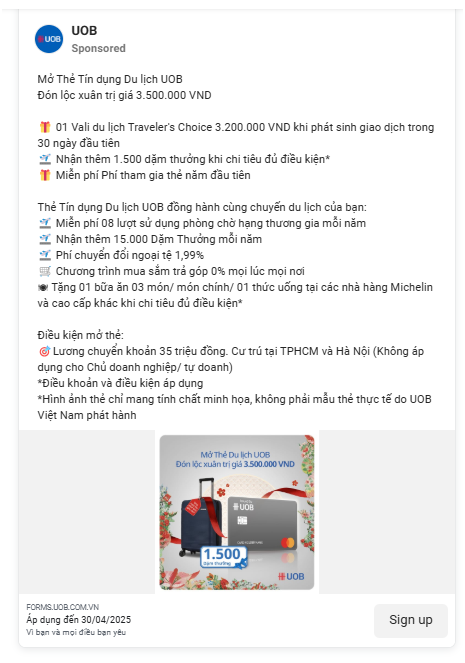 UOB
UOB
Sponsored
Mở Thẻ Tín dụng Du lịch UOB
Đón lộc xuân trị giá 3.500.000 VND
🎁 01 Vali du lịch Traveler's Choice 3.200.000 VND khi phát sinh giao dịch trong
30 ngày đầu tiên
🛫 Nhận thêm 1.500 dặm thưởng khi chi tiêu đủ điều kiện*
🎁 Miễn phí Phí tham gia thẻ năm đầu tiên
Thẻ Tín dụng Du lịch UOB đồng hành cùng chuyến du lịch của bạn:
🛫 Miễn phí 08 lượt sử dụng phòng chờ hạng thương gia mỗi năm
🛫 Nhận thêm 15.000 Dặm Thưởng mỗi năm
🛫 Phí chuyển đổi ngoại tệ 1,99%
🛒 Chương trình mua sắm trả góp 0% mọi lúc mọi nơi
🍽 Tặng 01 bữa ăn 03 món/ món chính/ 01 thức uống tại các nhà hàng Michelin
và cao cấp khác khi chi tiêu đủ điều kiện*
Điều kiện mở thẻ:
🎯 Lương chuyển khoản 35 triệu đồng. Cư trú tại TPHCM và Hà Nội (Không áp
dụng cho Chủ doanh nghiệp/ tự doanh)
*Điều khoản và điều kiện áp dụng
*Hình ảnh thẻ chỉ mang tính chất minh họa, không phải mẫu thẻ thực tế do UOB
Việt Nam phát hành
Mở Thẻ Du lịch UOB
Đón lộc xuân trị giá 3.500.000 VND
UOB
1.500
Dặm thưởng
UOB
FORMS.UOB.COM.VN
Áp dụng đến 30/04/2025
Vì bạn và mọi điều bạn yêu
Sign up